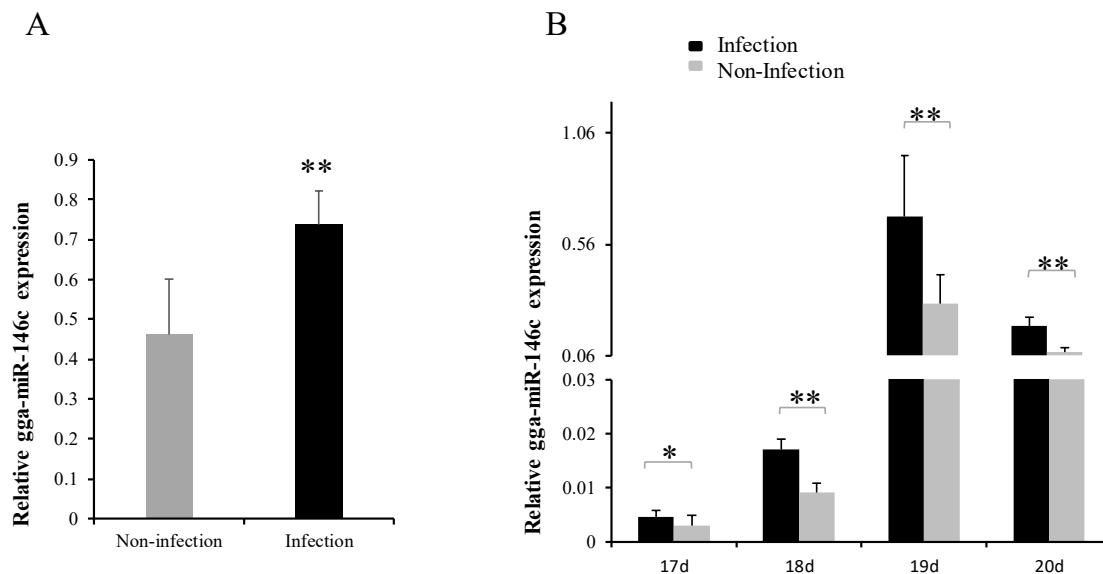 A
Relative gga-miR-146c expression
0.9
0.8
0.7
0.6
0.5
0.4
0.3
0.2
0.1
0
**
Non-infection
Infection
B
Infection
Non-Infection
Relative gga-miR-146c expression
1.06
0.56
0.06
0.03
0.02
0.01
0
*
**
**
**
17d
18d
19d
20d